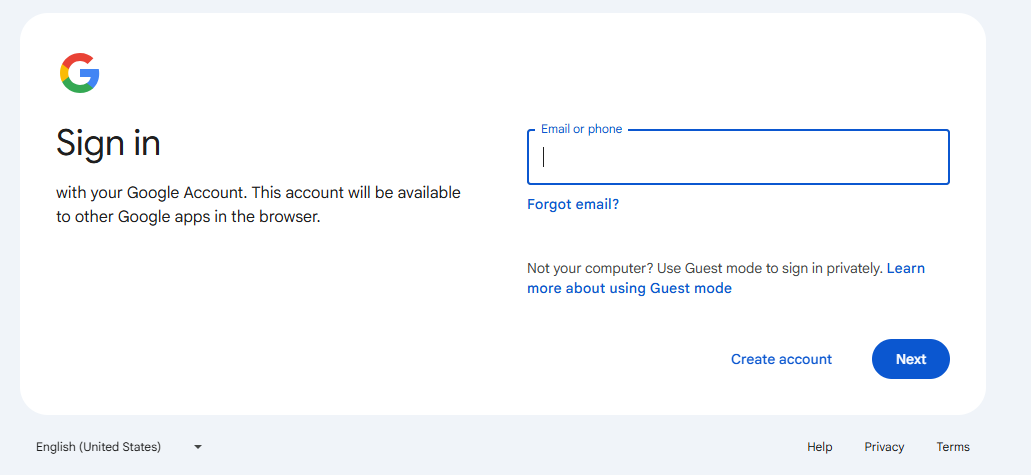 Sign in
with your Google Account. This account will be available
to other Google apps in the browser.
Email or phone
Forgot email?
Not your computer? Use Guest mode to sign in privately. Learn
more about using Guest mode
Create account
Next
English (United States)
Help
Privacy
Terms